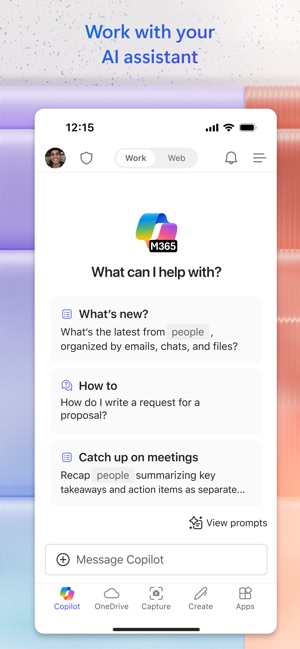 Work with your
AI assistant
12:15
Work Web
M365
What can I help with?
What's new?
What's the latest from people ,
organized by emails, chats, and files?
How to
How do I write a request for a
proposal?
Catch up on meetings
Recap people summarizing key
takeaways and action items as separate...
View prompts
Message Copilot
Copilot OneDrive Capture Create Apps